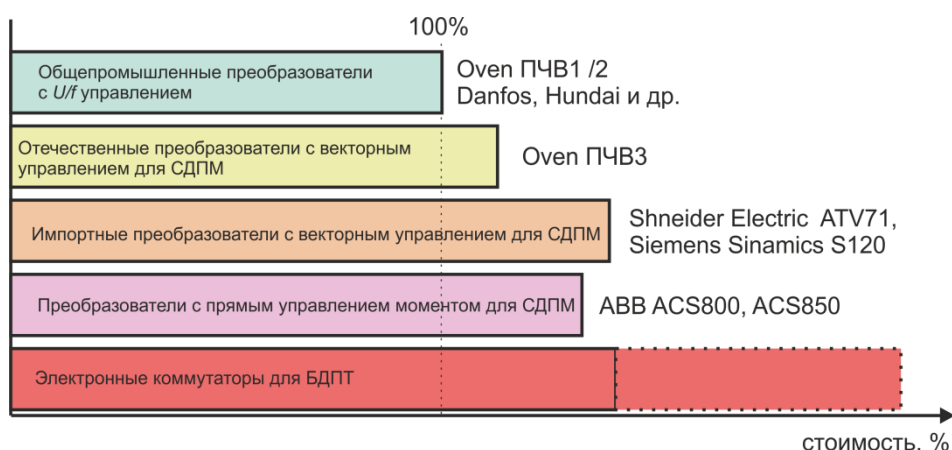 100%
Общепромышленные преобразователи
с U/f управлением
Oven ПЧВ1 /2
Danfos, Hundai и др.
Отечественные преобразователи с векторным
управлением для СДПМ
Oven ПЧВ3
Импортные преобразователи с векторным управлением для СДПМ
Shneider Electric ATV71,
Siemens Sinamics S120
Преобразователи с прямым управлением моментом для СДПМ
ABB ACS800, ACS850
Электронные коммутаторы для БДПТ
стоимость, %